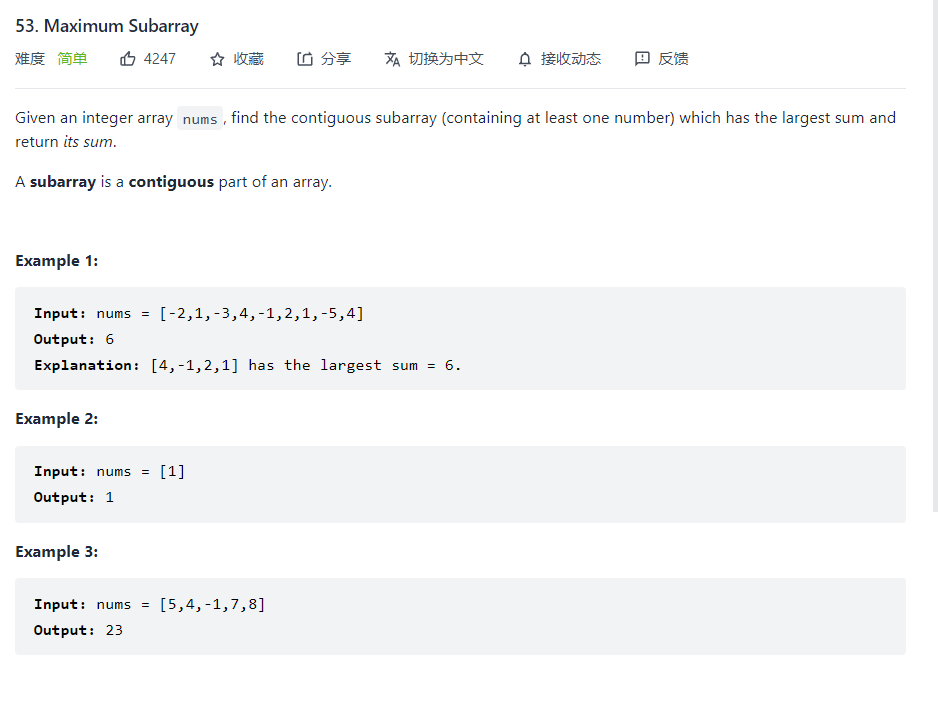 53. Maximum Subarray
难度 简单 4247 收藏 分享 切换为中文 接收动态 反馈
Given an integer array nums, find the contiguous subarray (containing at least one number) which has the largest sum and
return its sum.
A subarray is a contiguous part of an array.
Example 1:
Input: nums = [-2,1,-3,4,-1,2,1,-5,4]
Output: 6
Explanation: [4,-1,2,1] has the largest sum = 6.
Example 2:
Input: nums = [1]
Output: 1
Example 3:
Input: nums = [5,4,-1,7,8]
Output: 23